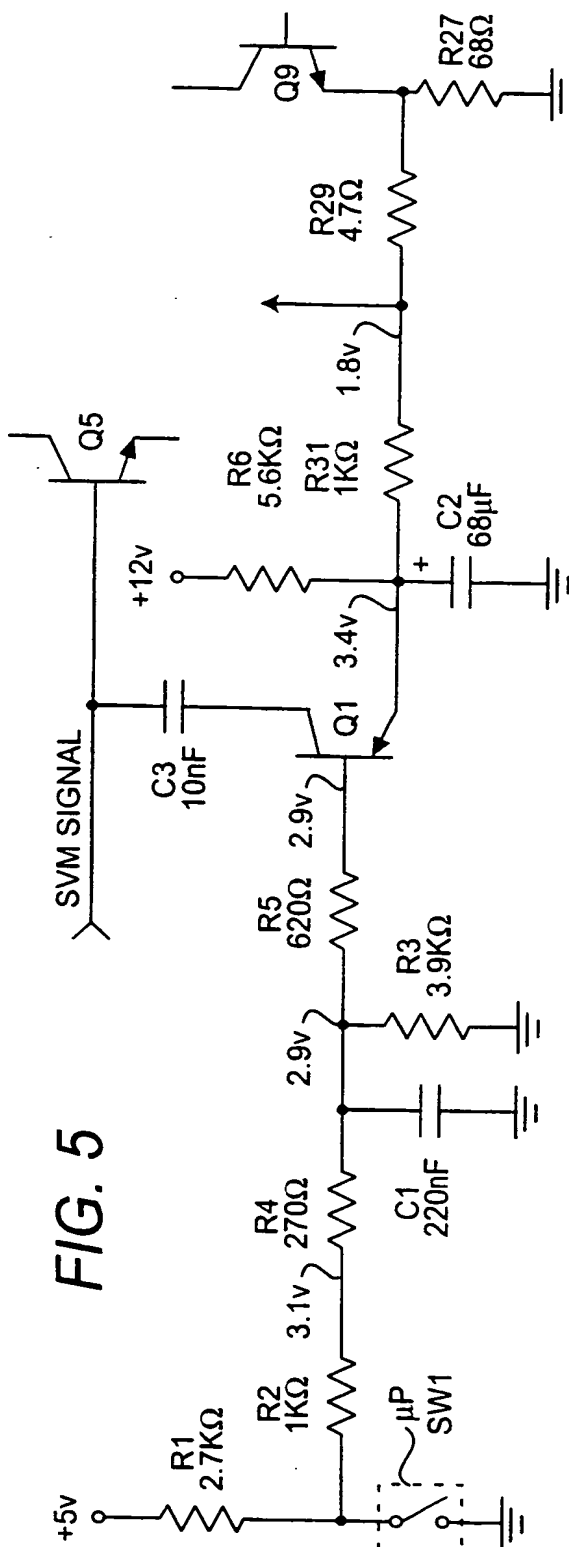 FIG. 5
+5v
R1
2.7KΩ
µP
SW1
R2
1KΩ
3.1v
R4
270Ω
C1
220nF
2.9v
R3
3.9KΩ
R5
620Ω
2.9v
Q1
SVM SIGNAL
C3
10nF
Q5
+12v
R6
5.6KΩ
3.4v
C2
68µF
+
R31
1KΩ
1.8v
R29
4.7Ω
Q9
R27
68Ω